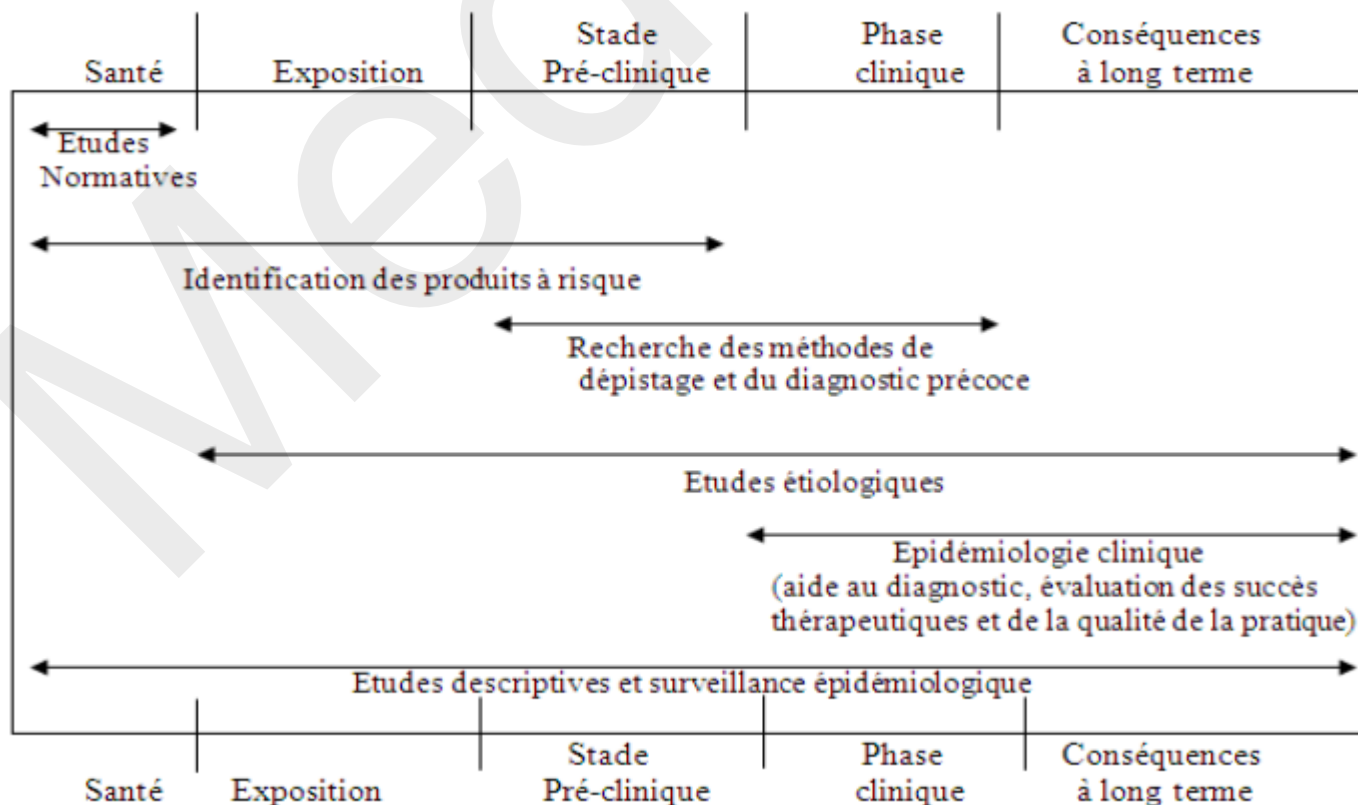 Santé
Exposition
Stade
Pré-clinique
Phase
clinique
Conséquences
à long terme
Etudes
Normatives
Identification des produits à risque
Recherche des méthodes de
dépistage et du diagnostic précoce
Etudes étiologiques
Epidémiologie clinique
(aide au diagnostic, évaluation des succès
thérapeutiques et de la qualité de la pratique)
Etudes descriptives et surveillance épidémiologique
Santé
Exposition
Stade
Pré-clinique
Phase
clinique
Conséquences
à long terme
Med